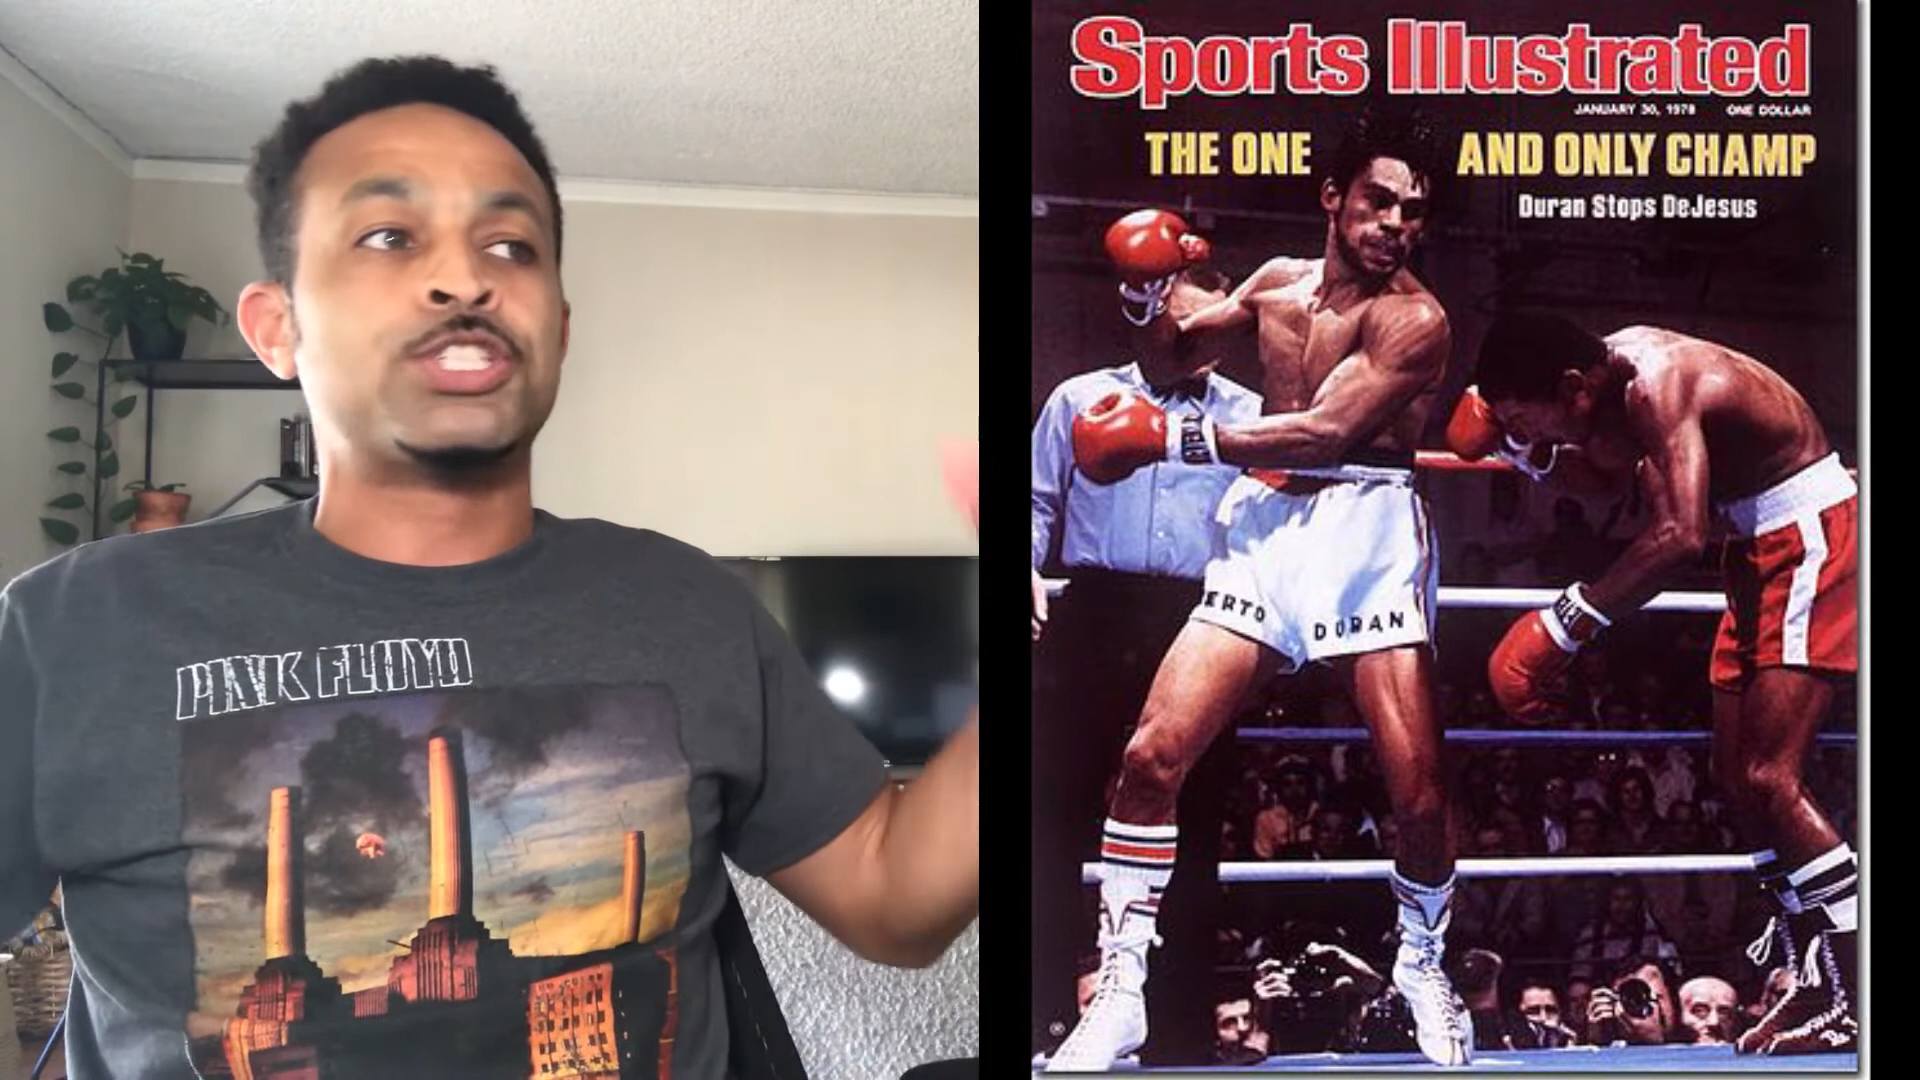 PINK FLOYD
Sports Illustrated
JANUARY 30, 1978 ONE DOLLAR
THE ONE AND ONLY CHAMP
Duran Stops DeJesus
ERTO DURAN